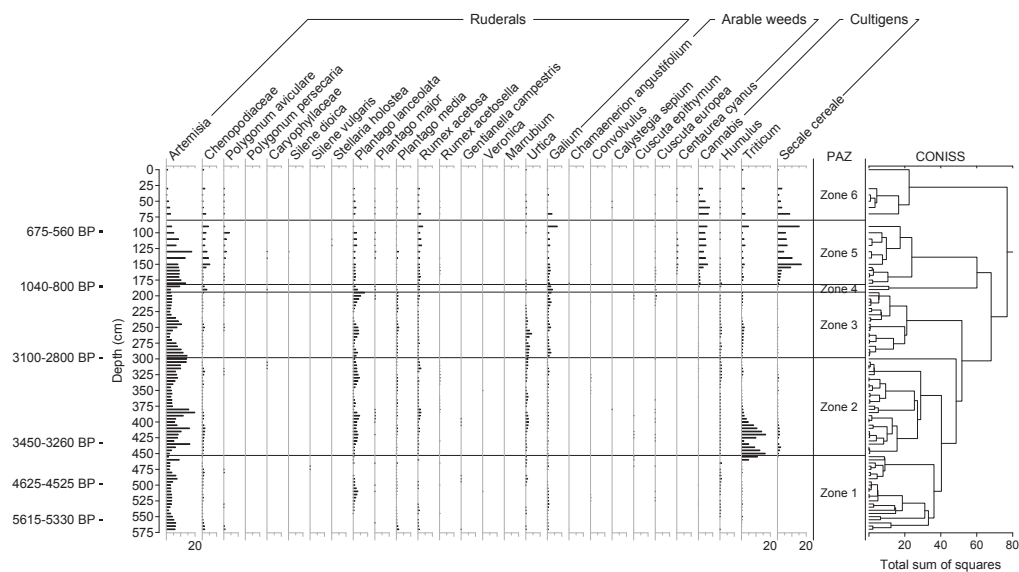 Ruderals
Arable weeds
Cultigens
Artemisia
Chenopodiaceae
Polygonum aviculare
Polygonum persecaria
Caryophyllaceae
Silene dioica
Silene vulgaris
Stellaria holostea
Plantago lanceolata
Plantago major
Plantago media
Rumex acetosa
Rumex acetosella
Gentianella campestris
Veronica
Marrubium
Urtica
Galium
Chamaenerion angustifolium
Convolvulus
Calystegia sepium
Cuscuta epithymum
Cuscuta europea
Centaurea cyanus
Cannabis
Humulus
Triticum
Secale cereale
PAZ
CONISS
0
25
50
75
100
125
150
175
200
225
250
275
300
325
350
375
400
425
450
475
500
525
550
575
Depth (cm)
675-560 BP
1040-800 BP
3100-2800 BP
3450-3260 BP
4625-4525 BP
5615-5330 BP
Zone 6
Zone 5
Zone 4
Zone 3
Zone 2
Zone 1
20
20
20
20 40 60 80
Total sum of squares